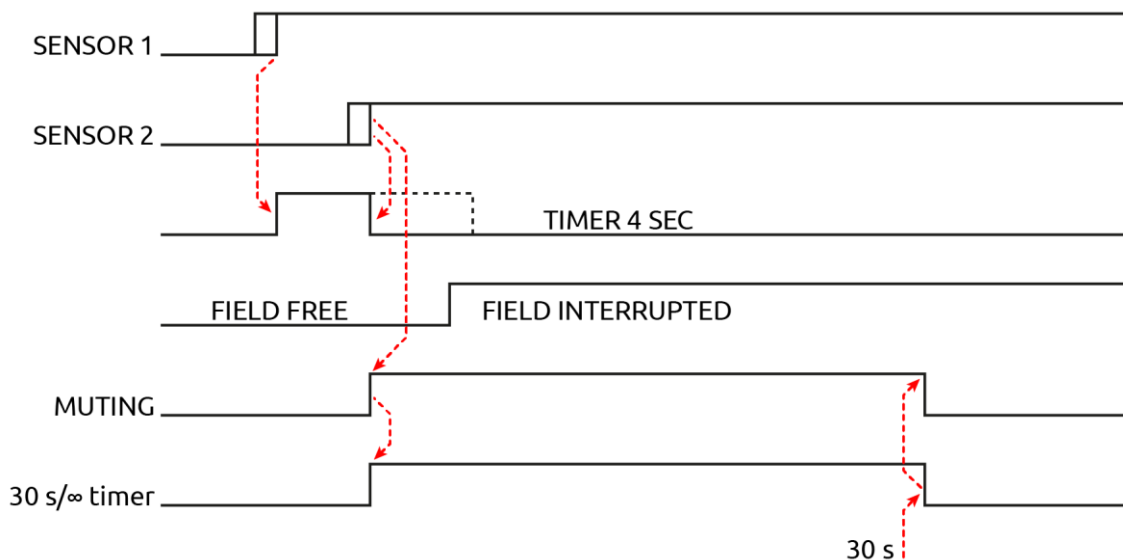 SENSOR 1
SENSOR 2
TIMER 4 SEC
FIELD FREE
FIELD INTERRUPTED
MUTING
30 s/∞ timer
30 s